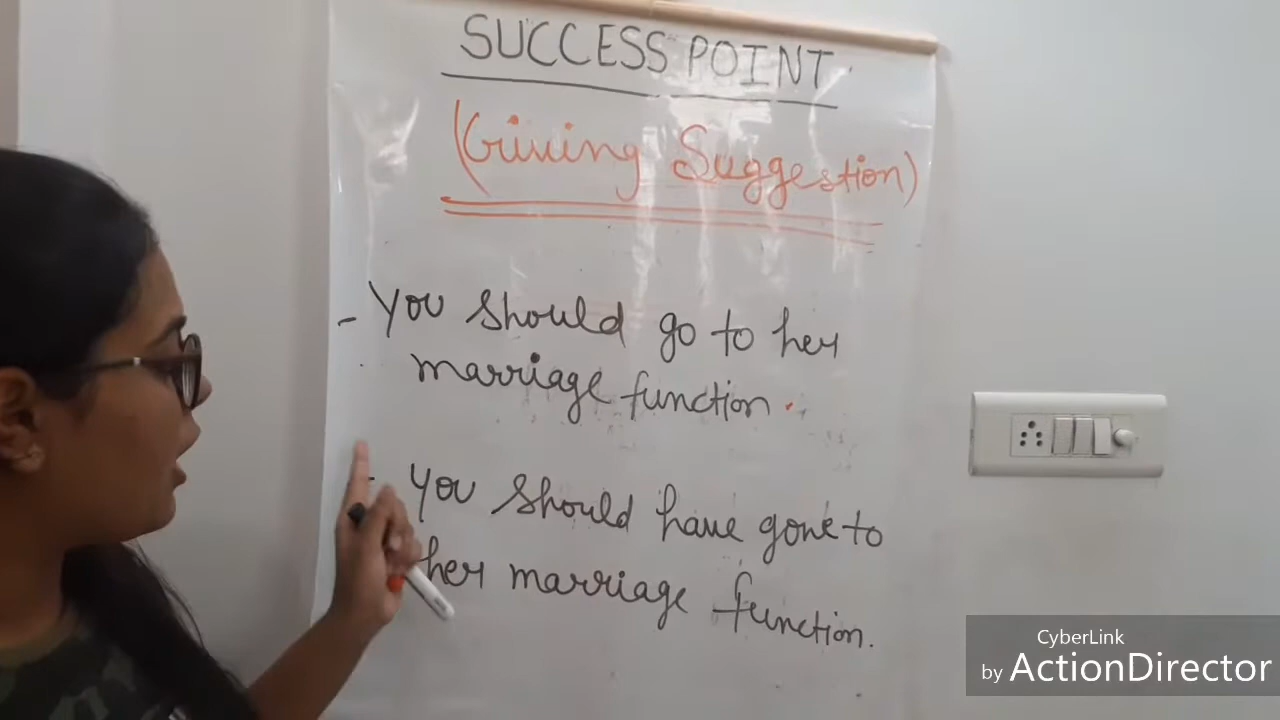 SUCCESS POINT
(Giving Suggestion)
- You should go to her
marriage function.
- You should have gone to
her marriage function.
CyberLink
by ActionDirector